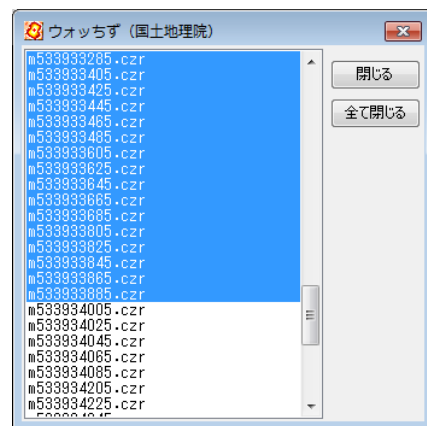 ウォッちず（国土地理院）
m533933285.czr
m533933405.czr
m533933425.czr
m533933445.czr
m533933465.czr
m533933485.czr
m533933605.czr
m533933625.czr
m533933645.czr
m533933665.czr
m533933685.czr
m533933805.czr
m533933825.czr
m533933845.czr
m533933865.czr
m533933885.czr
m533934005.czr
m533934025.czr
m533934045.czr
m533934065.czr
m533934085.czr
m533934205.czr
m533934225.czr
閉じる
全て閉じる